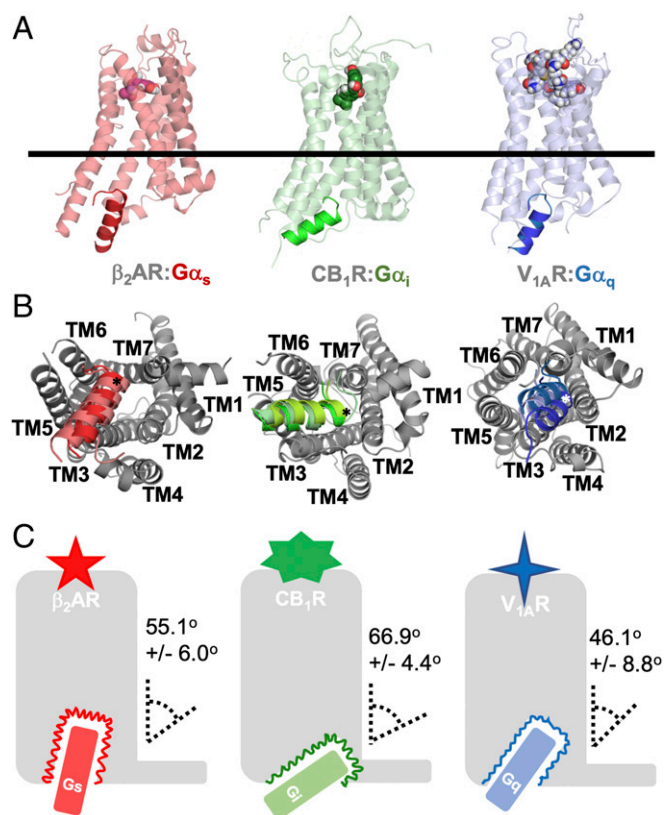 A
β₂AR:Gαₛ
CB₁R:Gαᵢ
V₁ₐR:Gα_q
B
TM6
TM7
*
TM5
TM1
TM2
TM3
TM4
TM7
TM6
TM5
*
TM1
TM3
TM2
TM4
TM7
TM1
TM6
*
TM5
TM2
TM3
TM4
C
β₂AR
55.1°
+/- 6.0°
Gs
CB₁R
66.9°
+/- 4.4°
Gi
V₁ₐR
46.1°
+/- 8.8°
Gq